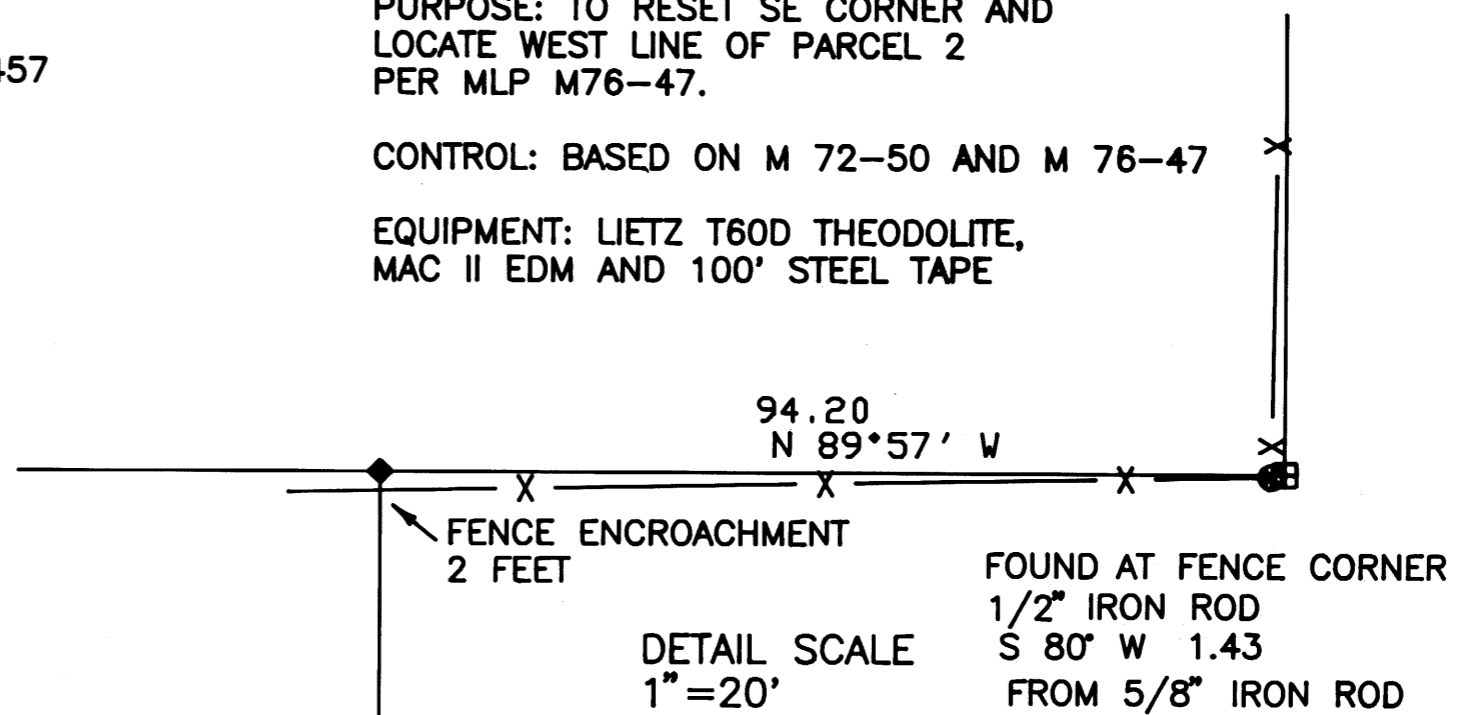 PURPOSE: TO RESET SE CORNER AND
LOCATE WEST LINE OF PARCEL 2
PER MLP M76-47.
457
CONTROL: BASED ON M 72-50 AND M 76-47
EQUIPMENT: LIETZ T60D THEODOLITE,
MAC II EDM AND 100' STEEL TAPE
94.20
N 89°57' W
X
X
X
X
X
FENCE ENCROACHMENT
2 FEET
FOUND AT FENCE CORNER
1/2" IRON ROD
S 80° W 1.43
FROM 5/8" IRON ROD
DETAIL SCALE
1"=20'